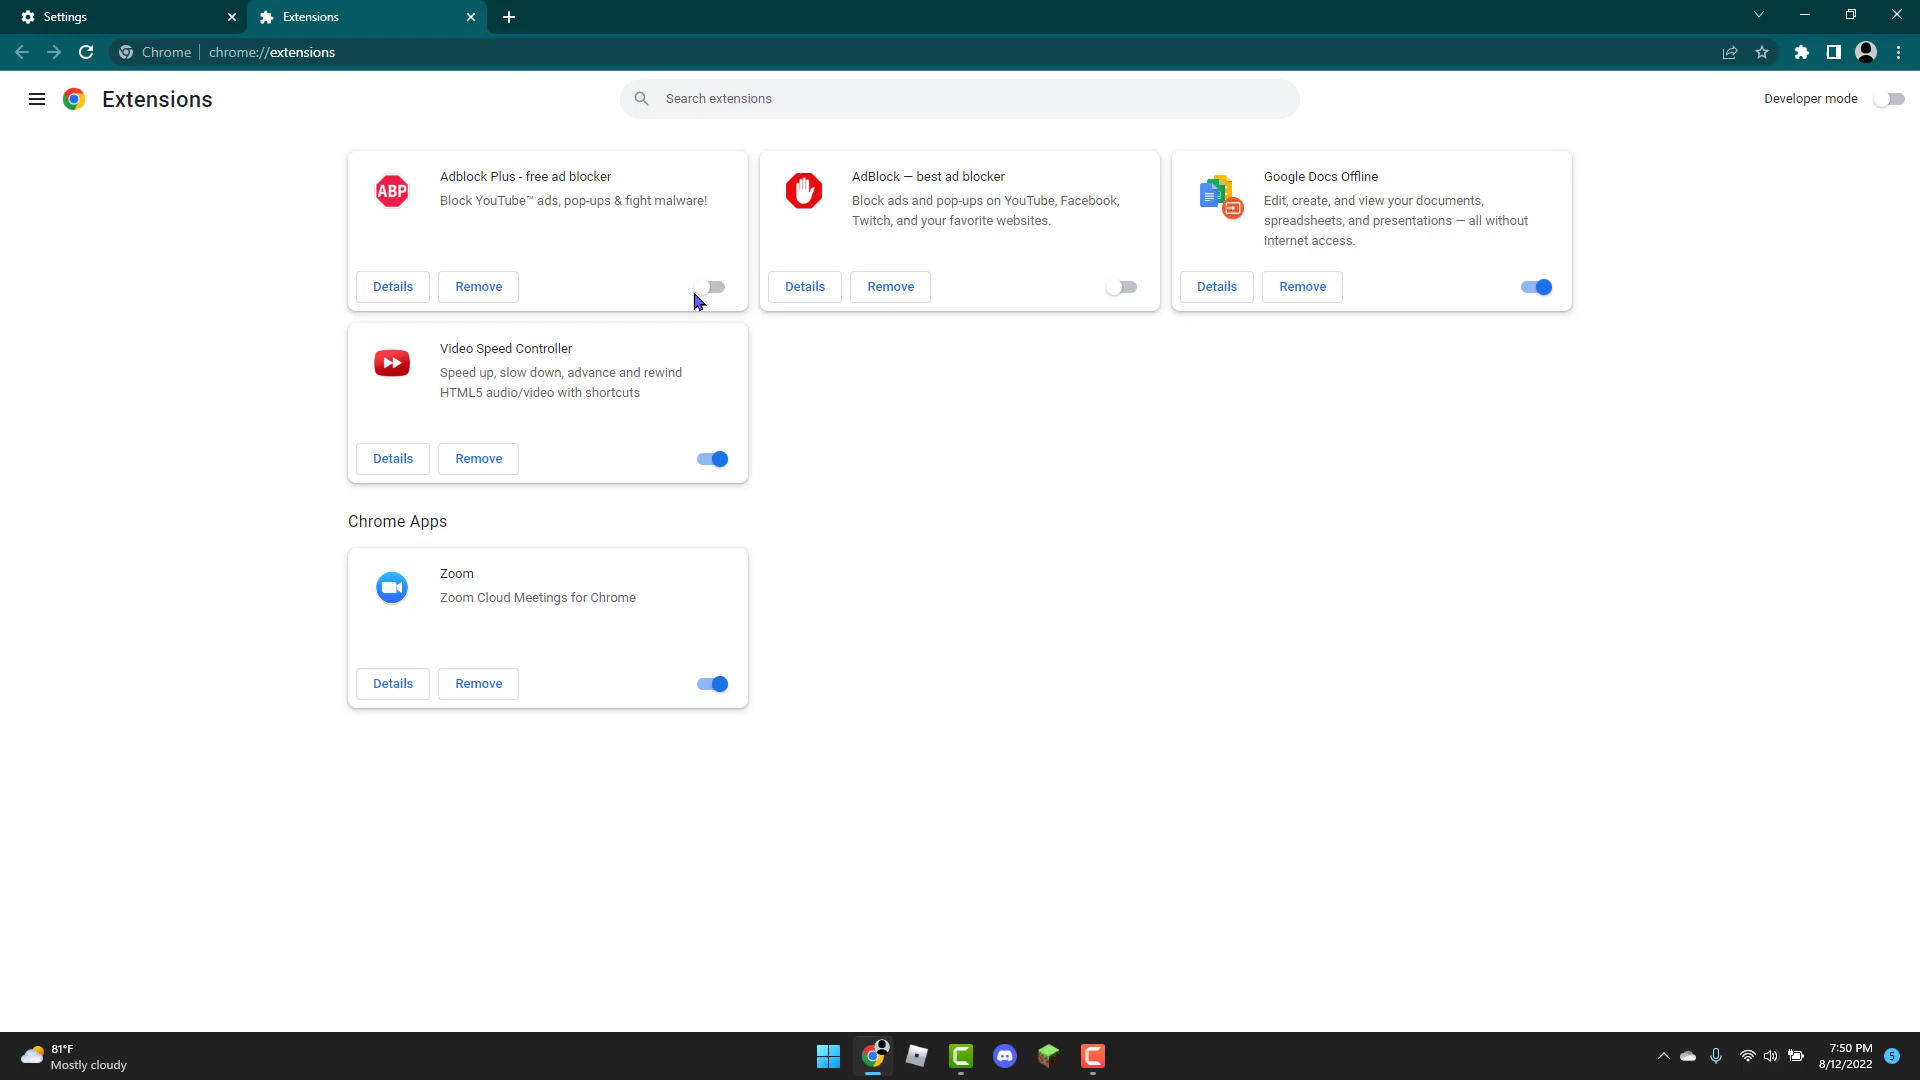 Settings
Extensions
Chrome
chrome://extensions
Extensions
Search extensions
Developer mode
ABP
Adblock Plus - free ad blocker
Block YouTube™ ads, pop-ups & fight malware!
Details
Remove
AdBlock — best ad blocker
Block ads and pop-ups on YouTube, Facebook,
Twitch, and your favorite websites.
Details
Remove
Google Docs Offline
Edit, create, and view your documents,
spreadsheets, and presentations — all without
internet access.
Details
Remove
Video Speed Controller
Speed up, slow down, advance and rewind
HTML5 audio/video with shortcuts
Details
Remove
Chrome Apps
Zoom
Zoom Cloud Meetings for Chrome
Details
Remove
81°F
Mostly cloudy
7:50 PM
8/12/2022
5